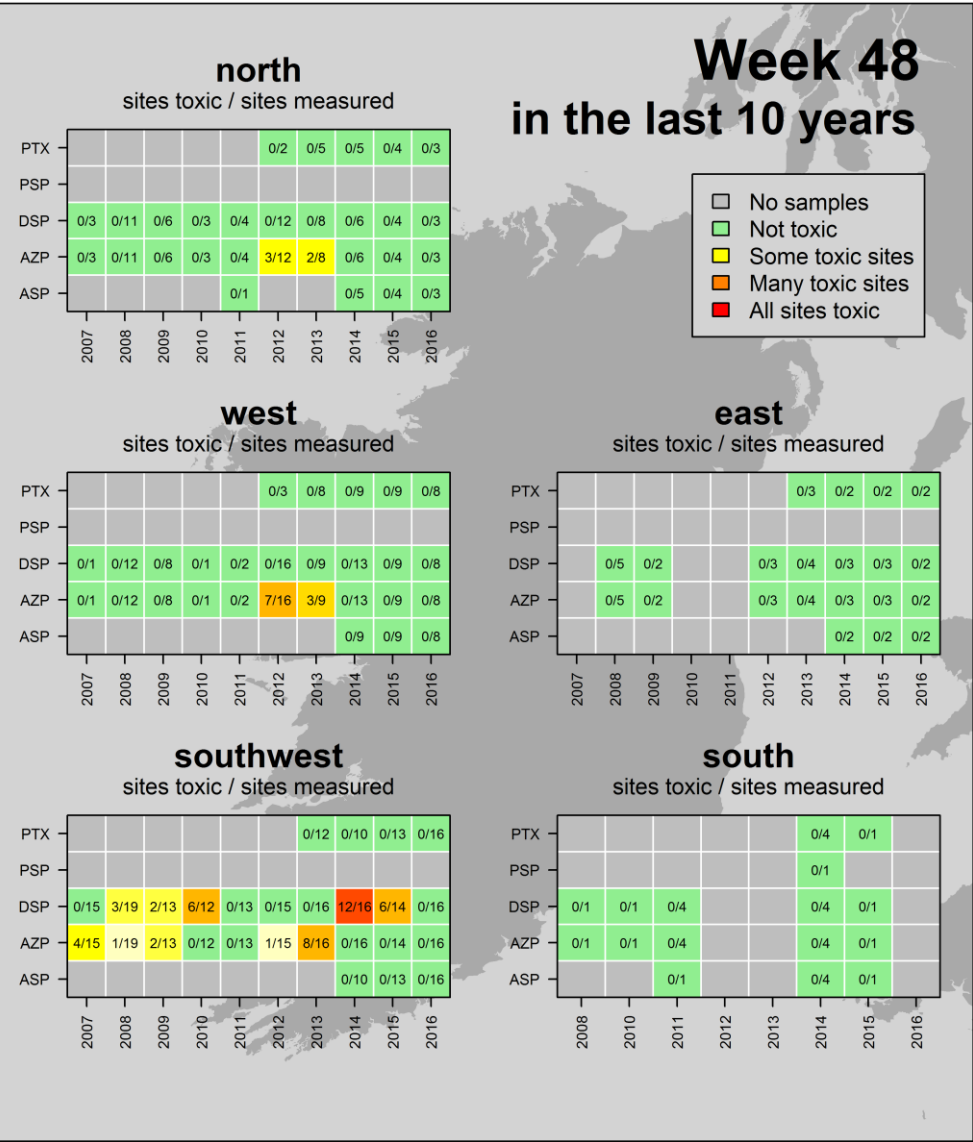 Week 48
in the last 10 years
No samples
Not toxic
Some toxic sites
Many toxic sites
All sites toxic
north
sites toxic / sites measured
PTX 0/2 0/5 0/5 0/4 0/3
PSP
DSP 0/3 0/11 0/6 0/3 0/4 0/12 0/8 0/6 0/4 0/3
AZP 0/3 0/11 0/6 0/3 0/4 3/12 2/8 0/6 0/4 0/3
ASP 0/1 0/5 0/4 0/3
2007 2008 2009 2010 2011 2012 2013 2014 2015 2016
west
sites toxic / sites measured
PTX 0/3 0/8 0/9 0/9 0/8
PSP
DSP 0/1 0/12 0/8 0/1 0/2 0/16 0/9 0/13 0/9 0/8
AZP 0/1 0/12 0/8 0/1 0/2 7/16 3/9 0/13 0/9 0/8
ASP 0/9 0/9 0/8
2007 2008 2009 2010 2011 2012 2013 2014 2015 2016
east
sites toxic / sites measured
PTX 0/3 0/2 0/2 0/2
PSP
DSP 0/5 0/2 0/3 0/4 0/3 0/3 0/2
AZP 0/5 0/2 0/3 0/4 0/3 0/3 0/2
ASP 0/2 0/2 0/2
2007 2008 2009 2010 2011 2012 2013 2014 2015 2016
southwest
sites toxic / sites measured
PTX 0/12 0/10 0/13 0/16
PSP
DSP 0/15 3/19 2/13 6/12 0/13 0/15 0/16 12/16 6/14 0/16
AZP 4/15 1/19 2/13 0/12 0/13 1/15 8/16 0/16 0/14 0/16
ASP 0/10 0/13 0/16
2007 2008 2009 2010 2011 2012 2013 2014 2015 2016
south
sites toxic / sites measured
PTX 0/4 0/1
PSP 0/1
DSP 0/1 0/1 0/4 0/4 0/1
AZP 0/1 0/1 0/4 0/4 0/1
ASP 0/1 0/4 0/1
2008 2010 2011 2012 2013 2014 2015 2016